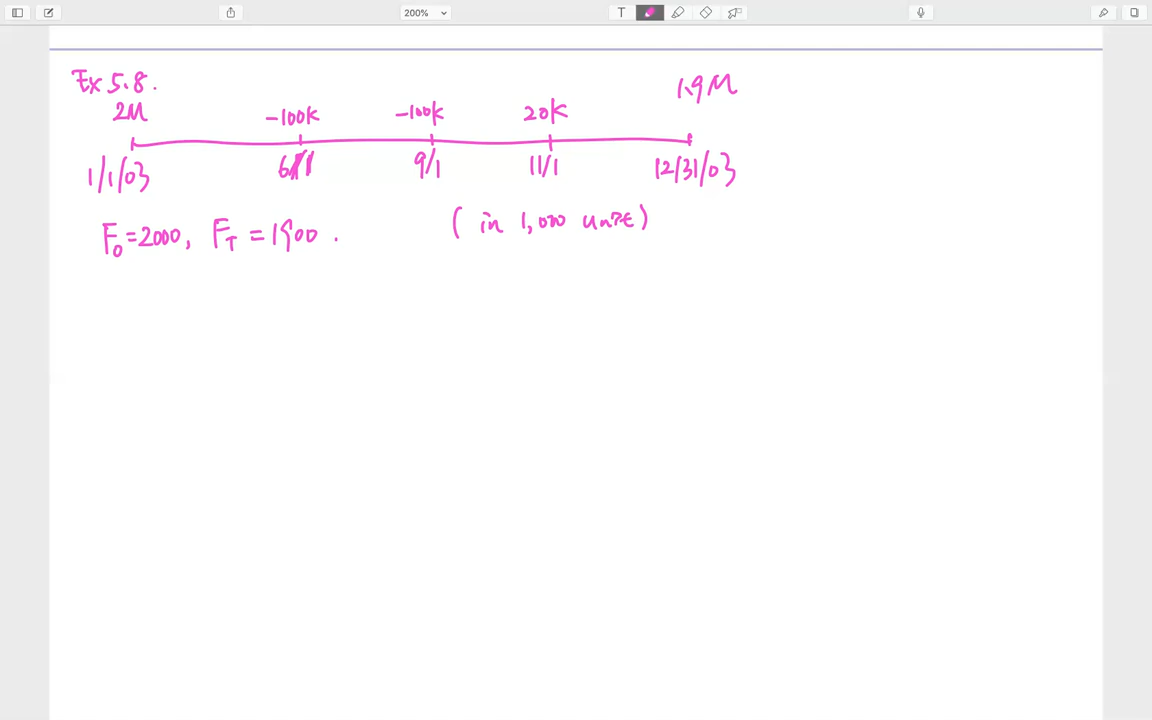 200%
T
Ex 5.8.
2M -100K -100K 20K 1.9M
1/1/03 6/1 9/1 11/1 12/31/03
F₀=2000, F_T = 1900 . (in 1,000 unit)